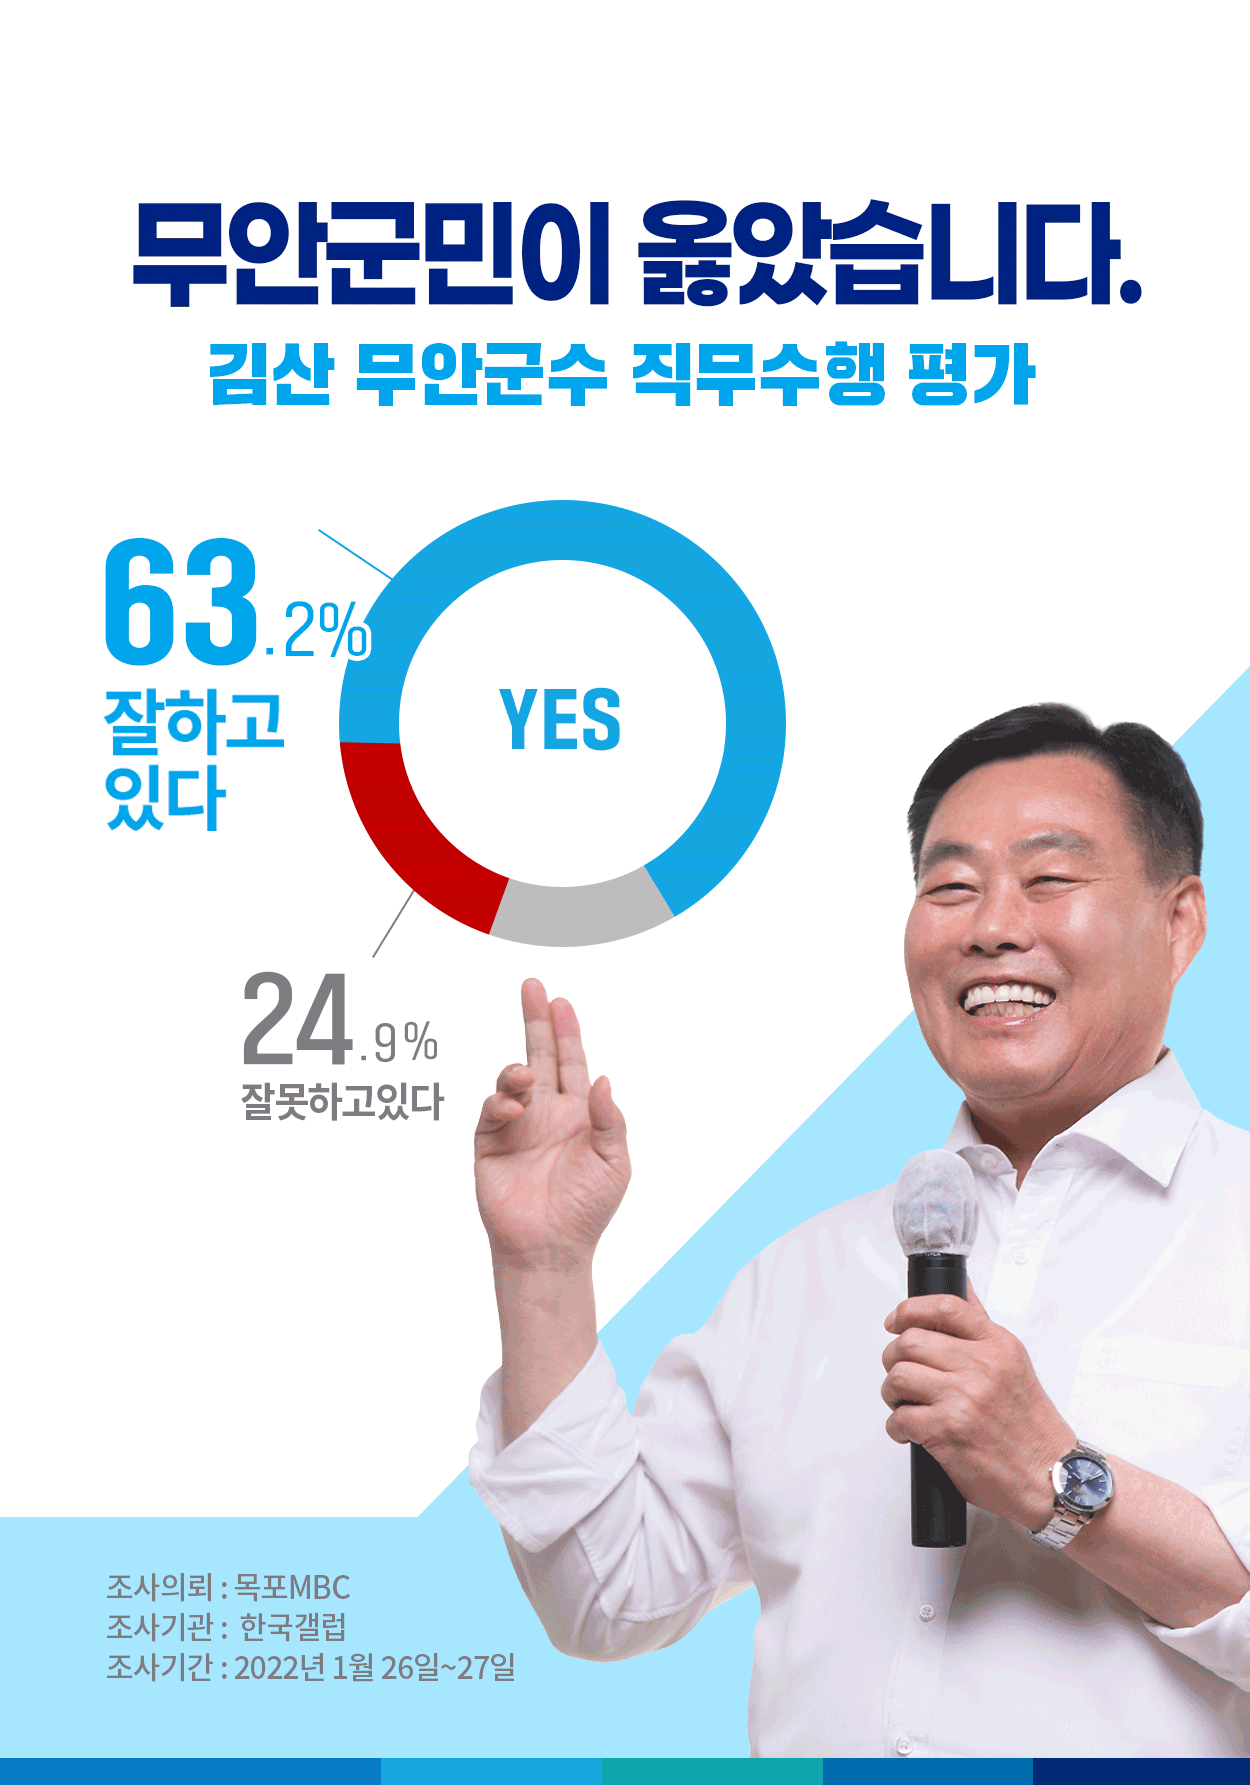 무안군민이 옳았습니다.
김산 무안군수 직무수행 평가
63.2%
잘하고
있다
YES
24.9%
잘못하고있다
조사의뢰 : 목포MBC
조사기관 : 한국갤럽
조사기간 : 2022년 1월 26일~27일